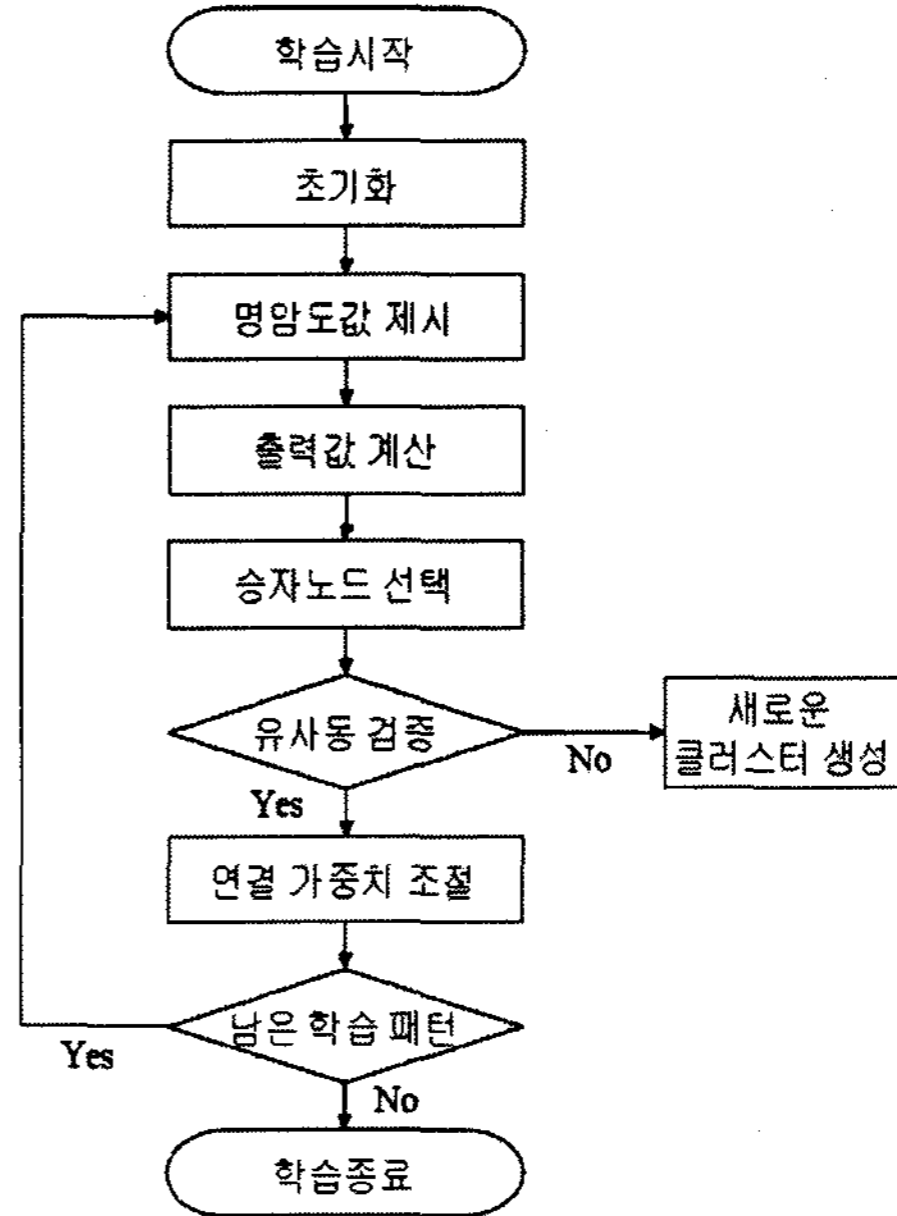 학습시작
초기화
명암도값 제시
출력값 계산
승자노드 선택
유사동 검증
No
새로운
클러스터 생성
Yes
연결 가중치 조절
남은 학습 패턴
Yes
No
학습종료